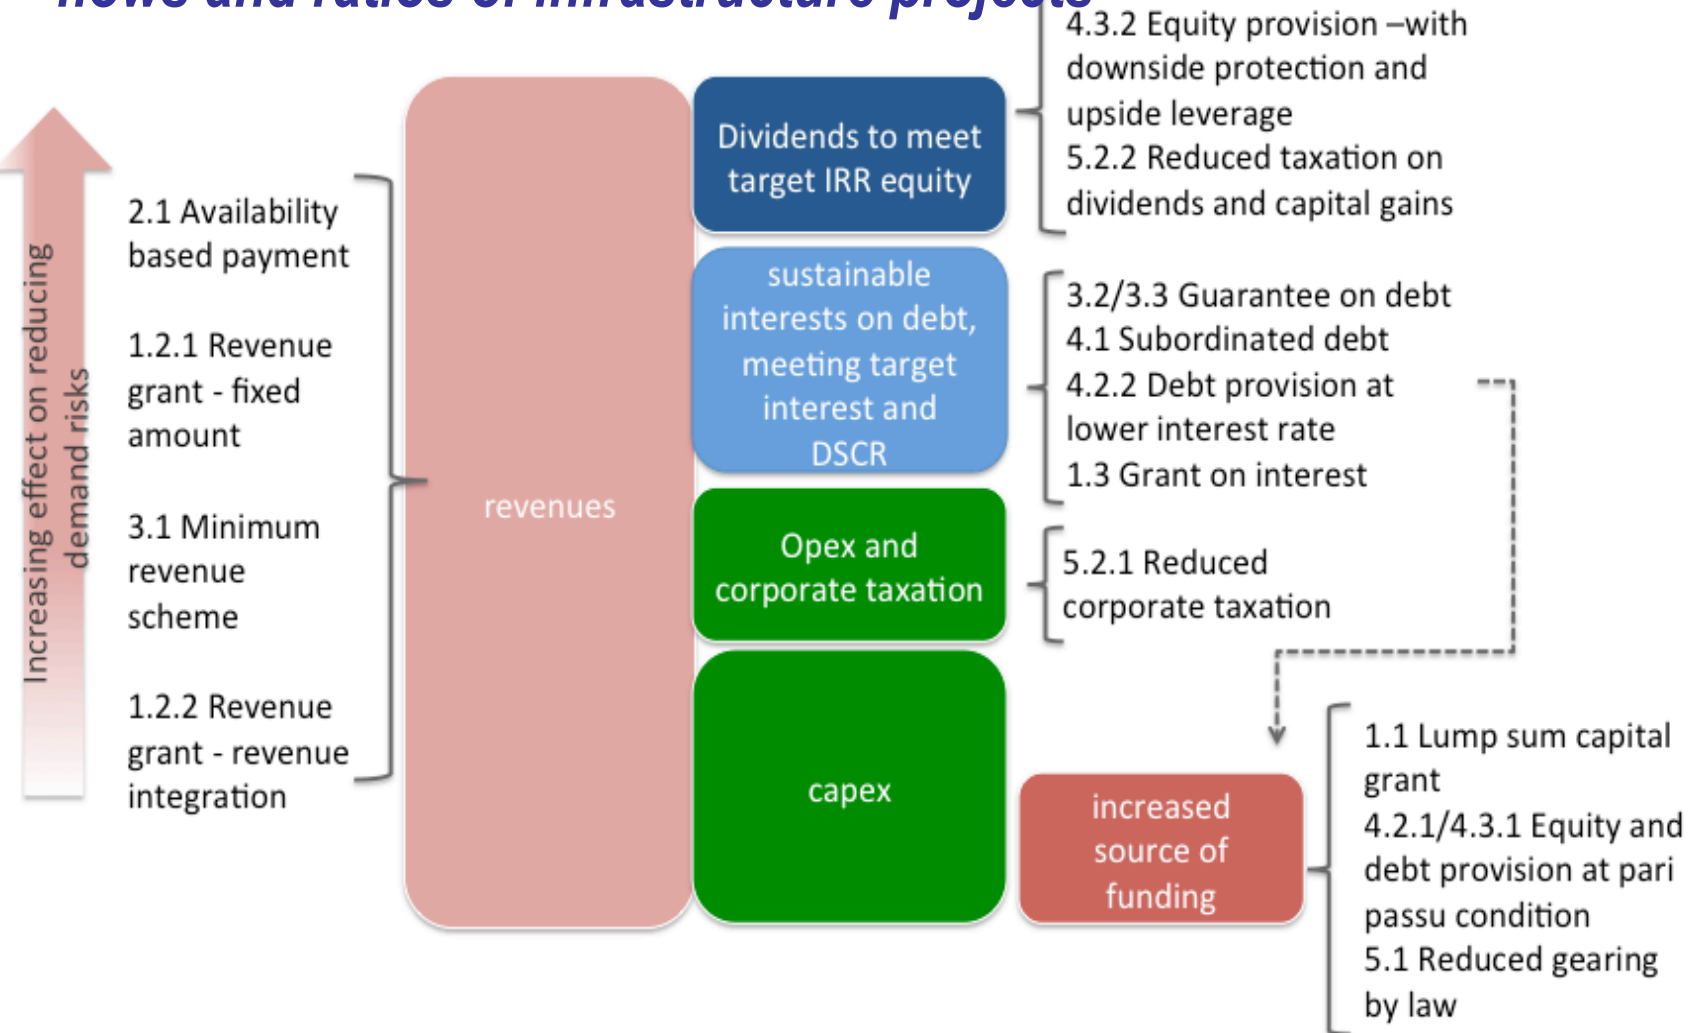 flows and ratios of infrastructure projects
Increasing effect on reducing
demand risks
2.1 Availability
based payment
1.2.1 Revenue
grant - fixed
amount
3.1 Minimum
revenue
scheme
1.2.2 Revenue
grant - revenue
integration
revenues
Dividends to meet
target IRR equity
sustainable
interests on debt,
meeting target
interest and
DSCR
Opex and
corporate taxation
capex
4.3.2 Equity provision –with
downside protection and
upside leverage
5.2.2 Reduced taxation on
dividends and capital gains
3.2/3.3 Guarantee on debt
4.1 Subordinated debt
4.2.2 Debt provision at
lower interest rate
1.3 Grant on interest
5.2.1 Reduced
corporate taxation
increased
source of
funding
1.1 Lump sum capital
grant
4.2.1/4.3.1 Equity and
debt provision at pari
passu condition
5.1 Reduced gearing
by law